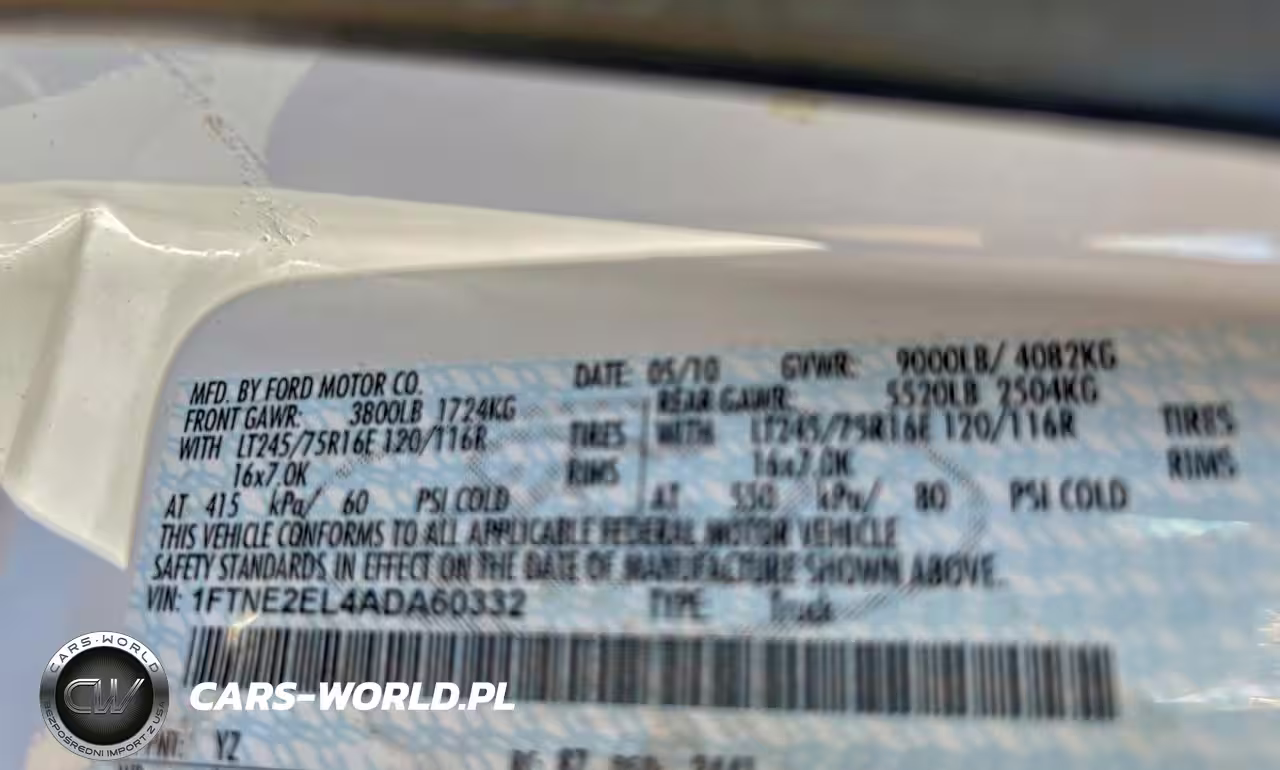 MFD. BY FORD MOTOR CO. DATE: 05/10 GVWR: 9000LB/ 4082KG
FRONT GAWR: 3800LB 1724KG REAR GAWR: 5520LB 2504KG
WITH LT245/75R16E 120/116R TIRES WITH LT245/75R16E 120/116R TIRES
16x7.0K RIMS 16x7.0K RIMS
AT 415 kPa/ 60 PSI COLD AT 550 kPa/ 80 PSI COLD
THIS VEHICLE CONFORMS TO ALL APPLICABLE FEDERAL MOTOR VEHICLE
SAFETY STANDARDS IN EFFECT ON THE DATE OF MANUFACTURE SHOWN ABOVE.
VIN: 1FTNE2EL4ADA60332 TYPE Truck
CARS-WORLD
CW
BEZPOŚREDNI IMPORT Z USA
CARS-WORLD.PL
PNT: YZ